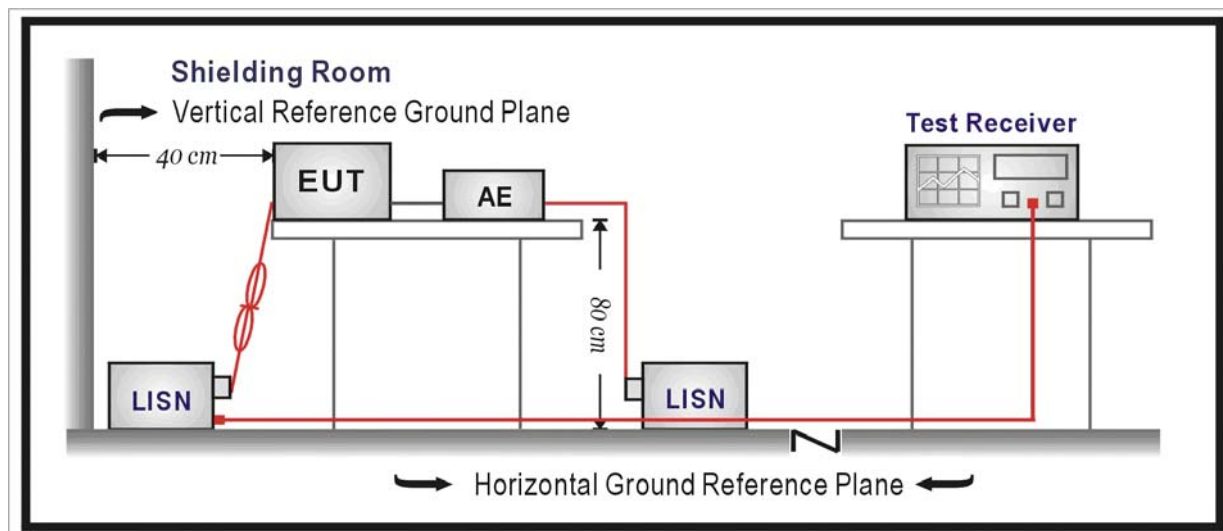 Shielding Room
Vertical Reference Ground Plane
Test Receiver
40 cm
EUT
AE
80 cm
LISN
LISN
Horizontal Ground Reference Plane